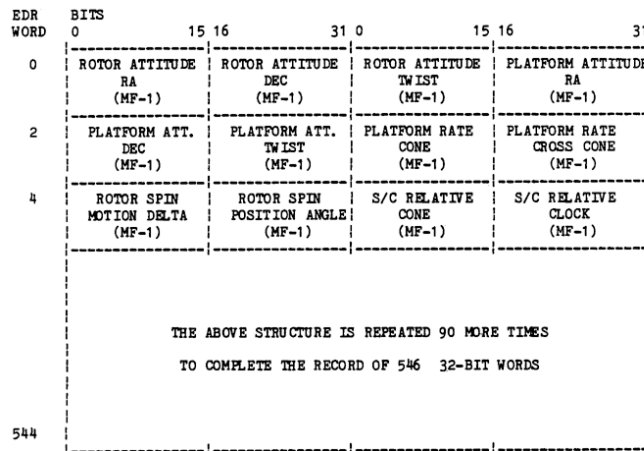 EDR BITS
WORD 0 15 16 31 0 15 16 31
0 ROTOR ATTITUDE ROTOR ATTITUDE ROTOR ATTITUDE PLATFORM ATTITUDE
RA DEC TWIST RA
(MF-1) (MF-1) (MF-1) (MF-1)
2 PLATFORM ATT. PLATFORM ATT. PLATFORM RATE PLATFORM RATE
DEC TWIST CONE CROSS CONE
(MF-1) (MF-1) (MF-1) (MF-1)
4 ROTOR SPIN ROTOR SPIN S/C RELATIVE S/C RELATIVE
MOTION DELTA POSITION ANGLE CONE CLOCK
(MF-1) (MF-1) (MF-1) (MF-1)
THE ABOVE STRUCTURE IS REPEATED 90 MORE TIMES
TO COMPLETE THE RECORD OF 546 32-BIT WORDS
544